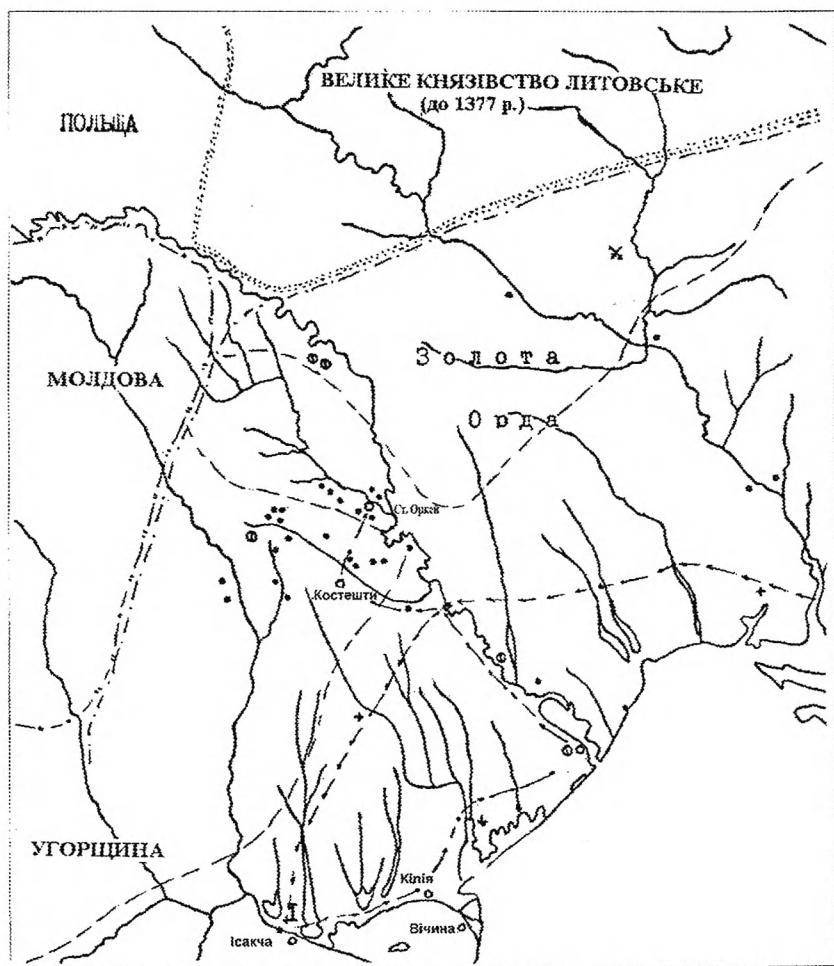 ВЕЛИКЕ КНЯЗІВСТВО ЛИТОВСЬКЕ
(до 1377 р.)
ПОЛЬЩА
Золота
МОЛДОВА
Орда
Ст. Орхей
Костешти
УГОРЩИНА
Кілія
Ісакча
Вічина